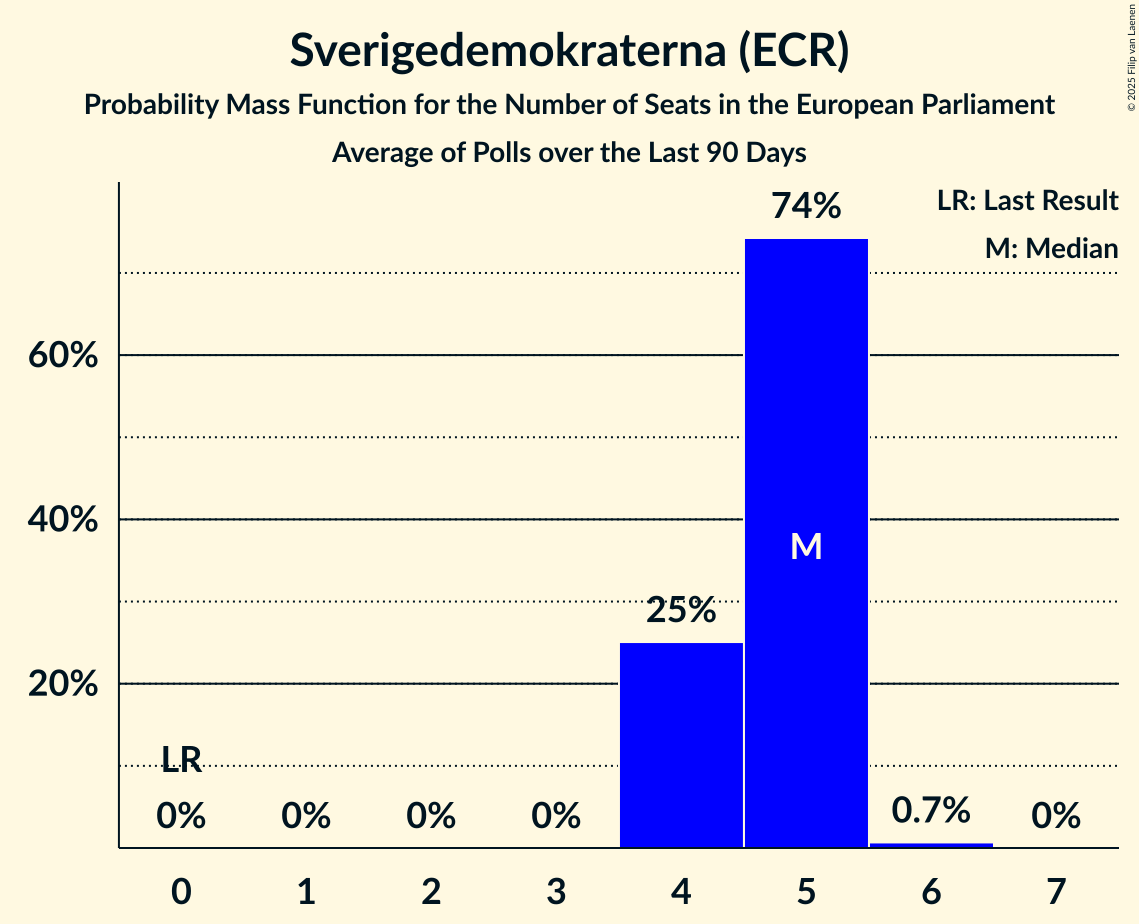 Sverigedemokraterna (ECR)
Probability Mass Function for the Number of Seats in the European Parliament
Average of Polls over the Last 90 Days
© 2025 Filip van Laenen
LR: Last Result
M: Median
74%
60%
40%
M
25%
20%
LR
0% 0% 0% 0% 0.7% 0%
0 1 2 3 4 5 6 7